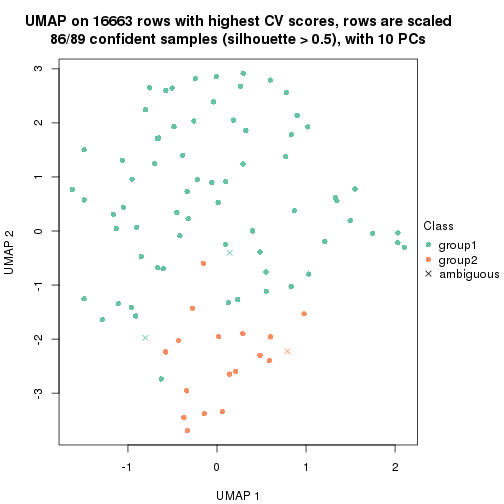 UMAP on 16663 rows with highest CV scores, rows are scaled
86/89 confident samples (silhouette > 0.5), with 10 PCs
3
2
1
0
-1
-2
-3
UMAP 2
-1
0
1
2
UMAP 1
Class
group1
group2
ambiguous